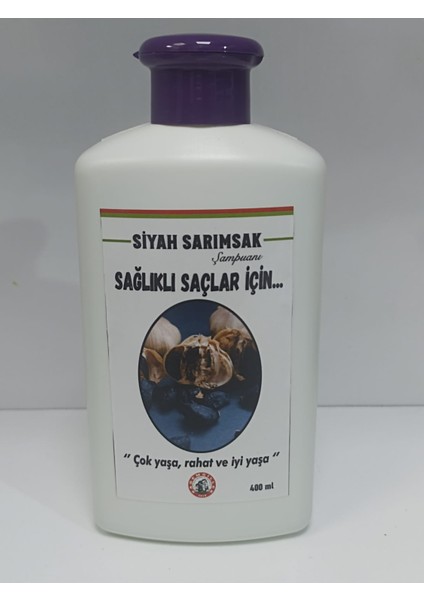 SİYAH SARIMSAK
Şampuanı
SAĞLIKLI SAÇLAR İÇİN...
" Çok yaşa, rahat ve iyi yaşa "
400 ml